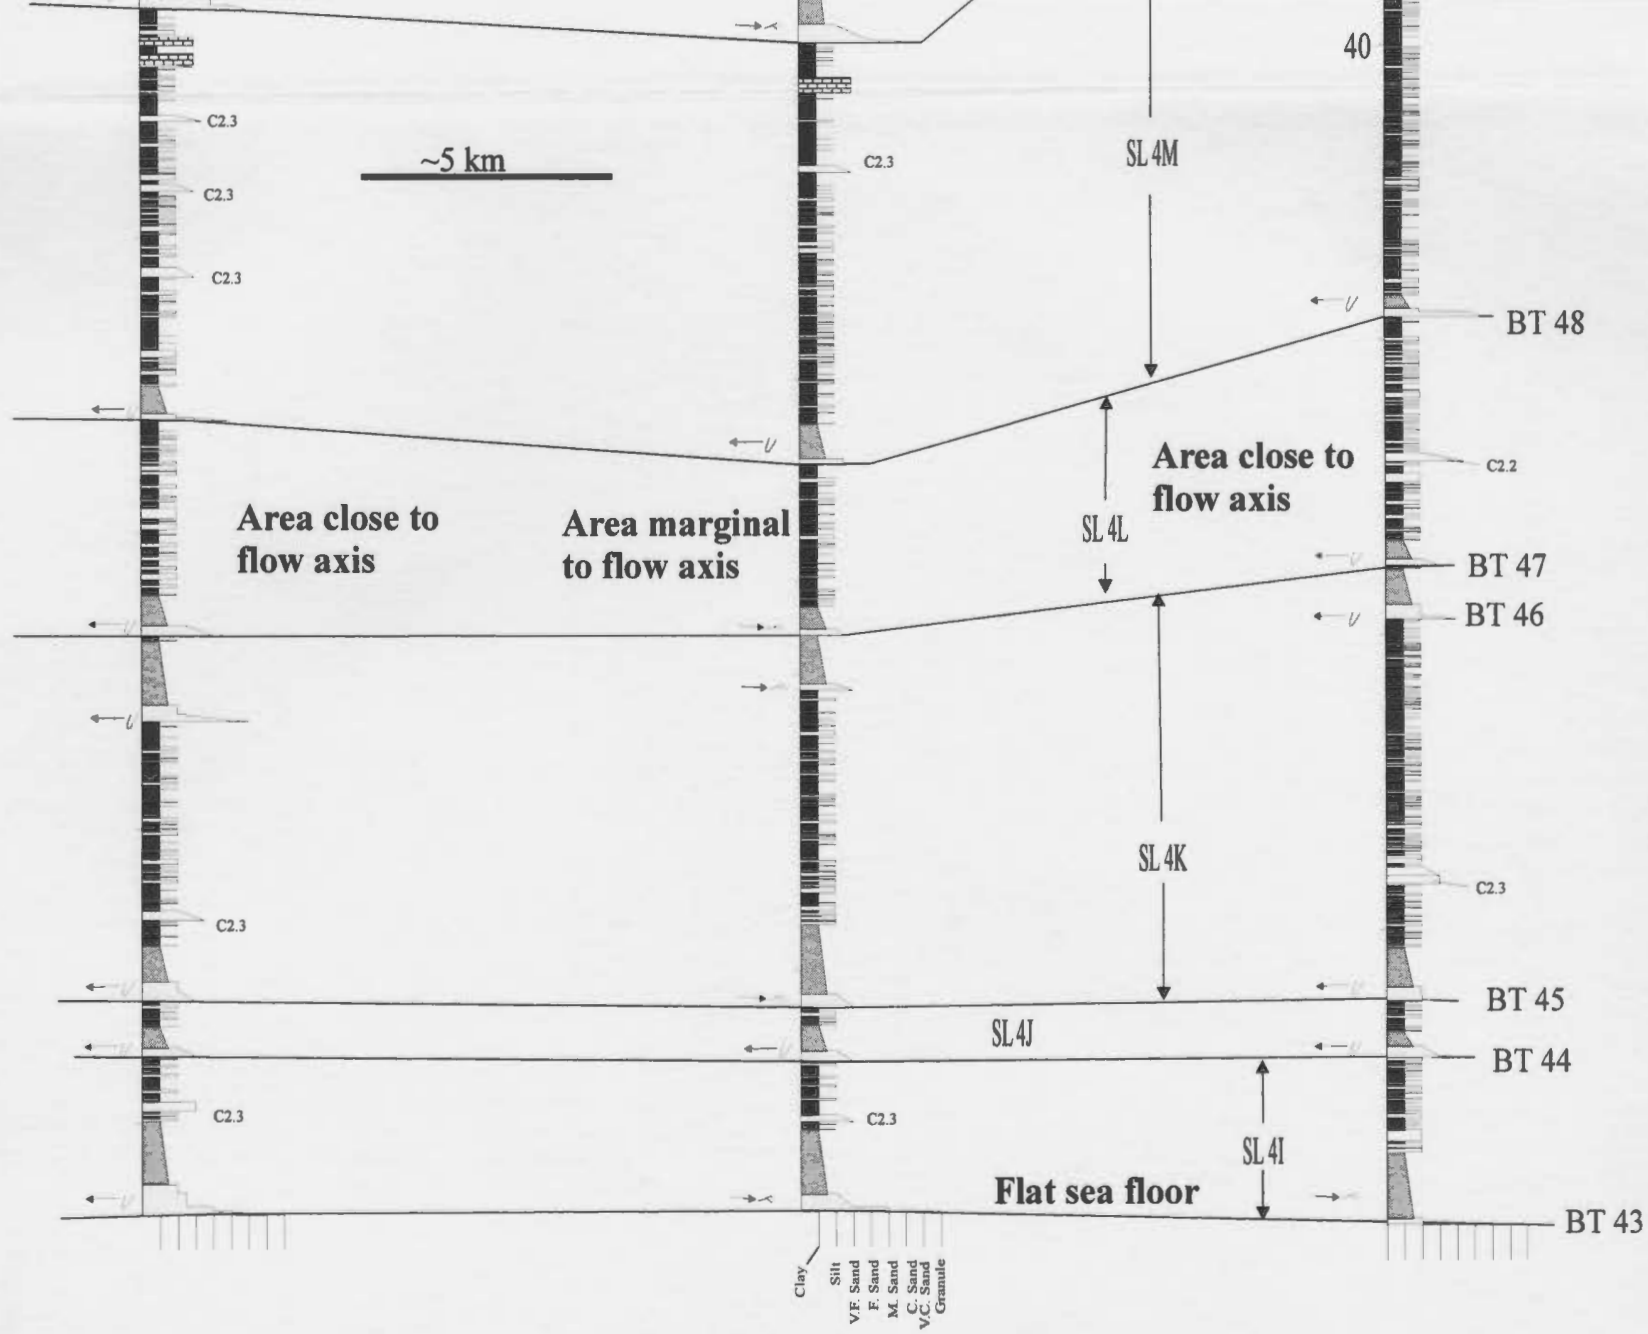 40
C2.3
~5 km
SL 4M
C2.3
C2.3
C2.3
BT 48
Area close to
flow axis
C2.2
Area close to
flow axis
Area marginal
to flow axis
SL 4L
BT 47
BT 46
SL 4K
C2.3
C2.3
BT 45
SL 4J
BT 44
C2.3
C2.3
SL 4I
Flat sea floor
BT 43
Clay
Silt
V.F. Sand
F. Sand
M. Sand
C. Sand
V.C. Sand
Granule